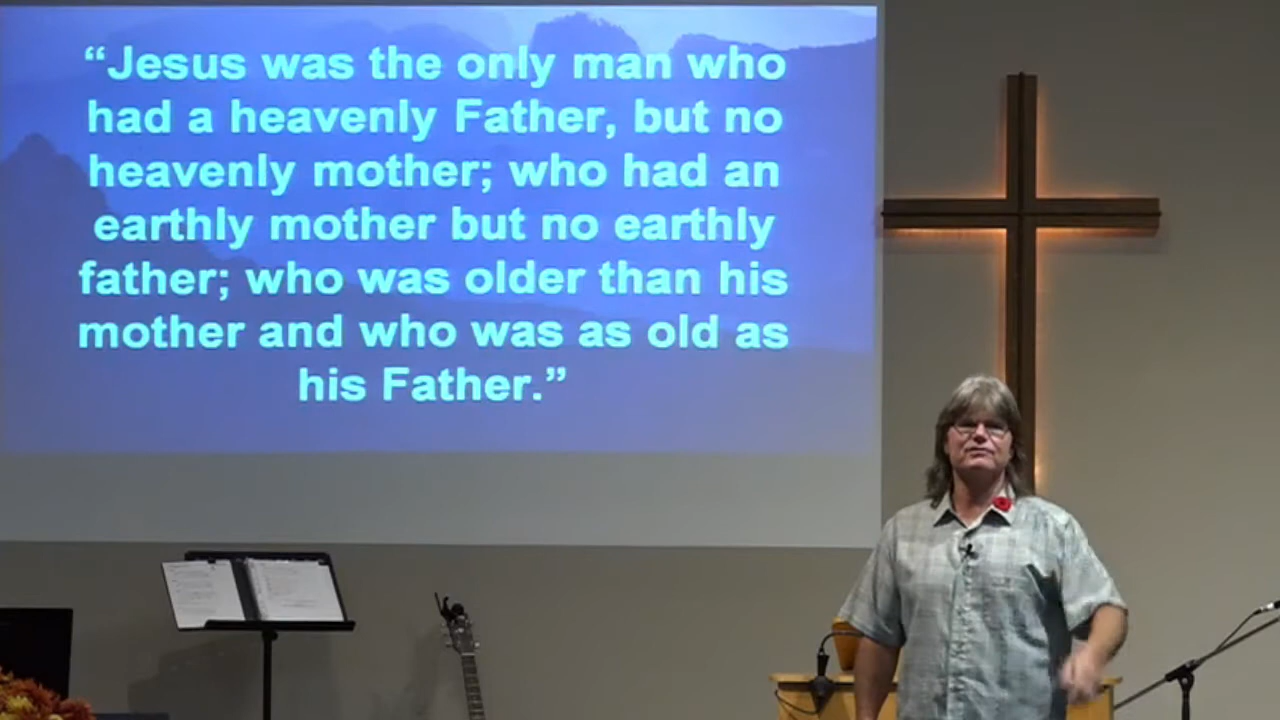 “Jesus was the only man who
had a heavenly Father, but no
heavenly mother; who had an
earthly mother but no earthly
father; who was older than his
mother and who was as old as
his Father.”